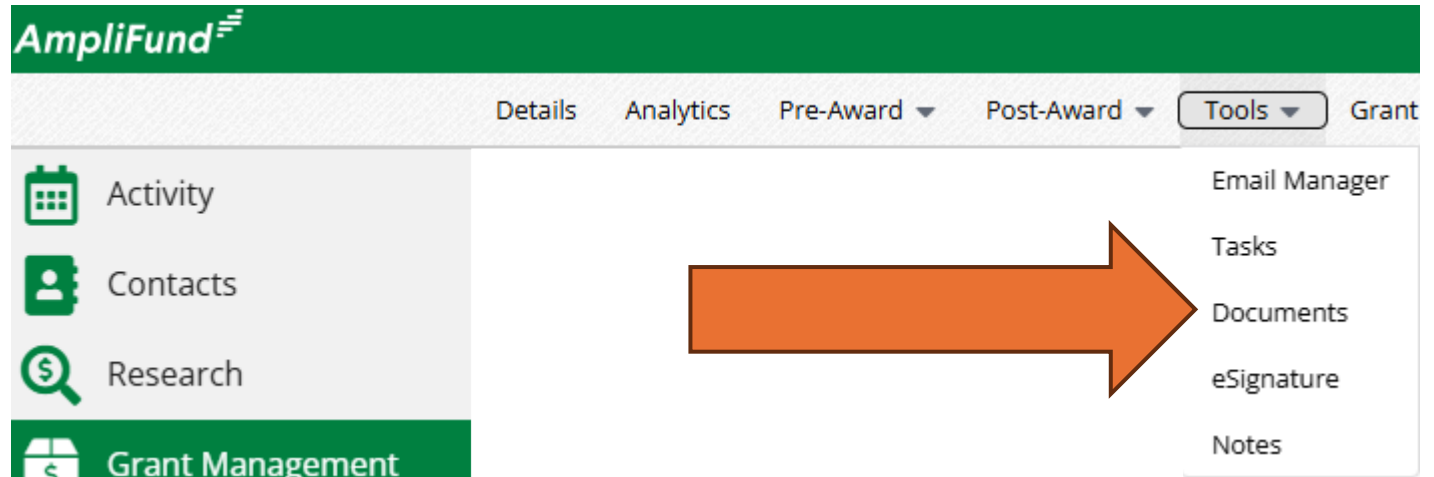 AmpliFund
Details Analytics Pre-Award Post-Award Tools Grant
Activity
Contacts
Research
Grant Management
Email Manager
Tasks
Documents
eSignature
Notes